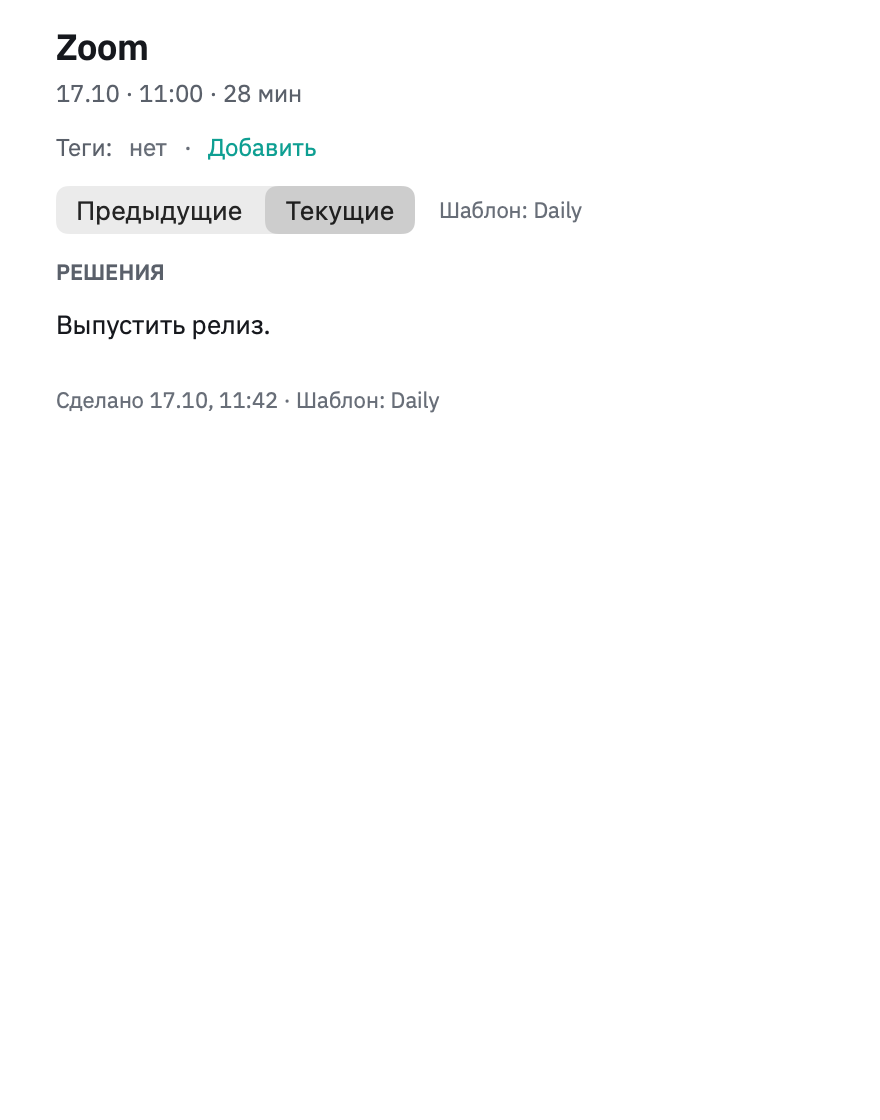 Zoom
17.10 · 11:00 · 28 мин
Теги: нет · Добавить
Предыдущие Текущие Шаблон: Daily
РЕШЕНИЯ
Выпустить релиз.
Сделано 17.10, 11:42 · Шаблон: Daily